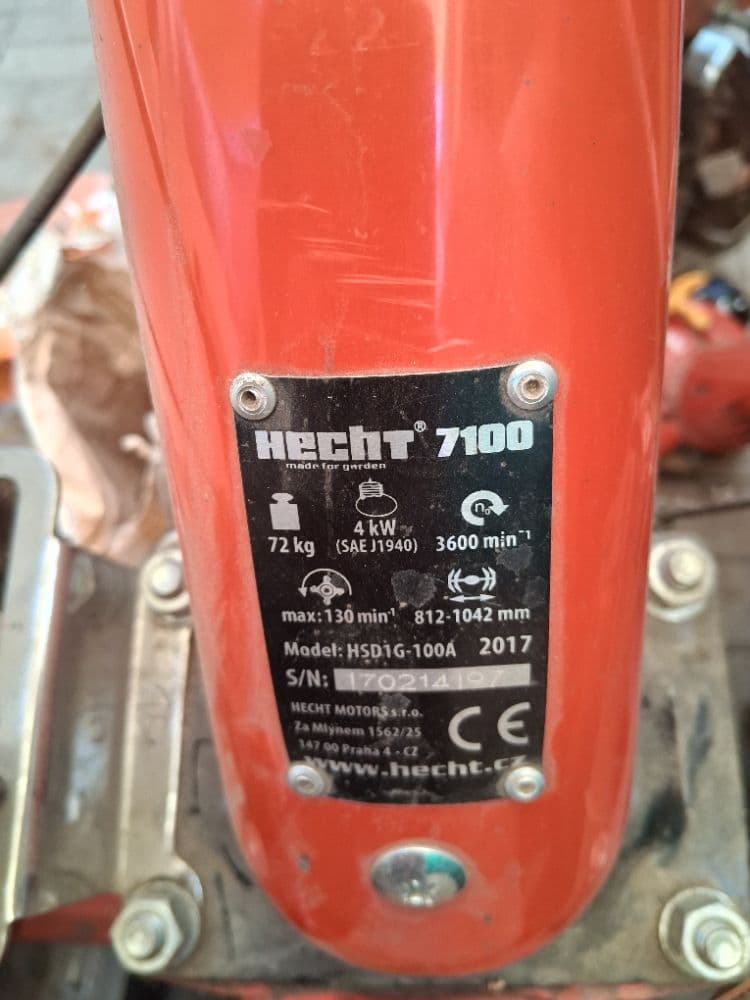 HECHT® 7100
made for garden
72 kg
4 kW
(SAE J1940)
n₀
3600 min⁻¹
max: 130 min⁻¹
812-1042 mm
Model: HSD1G-100A 2017
S/N: 170214197
HECHT MOTORS s.r.o.
Za Mlýnem 1562/25
147 00 Praha 4 - CZ
CE
www.hecht.cz